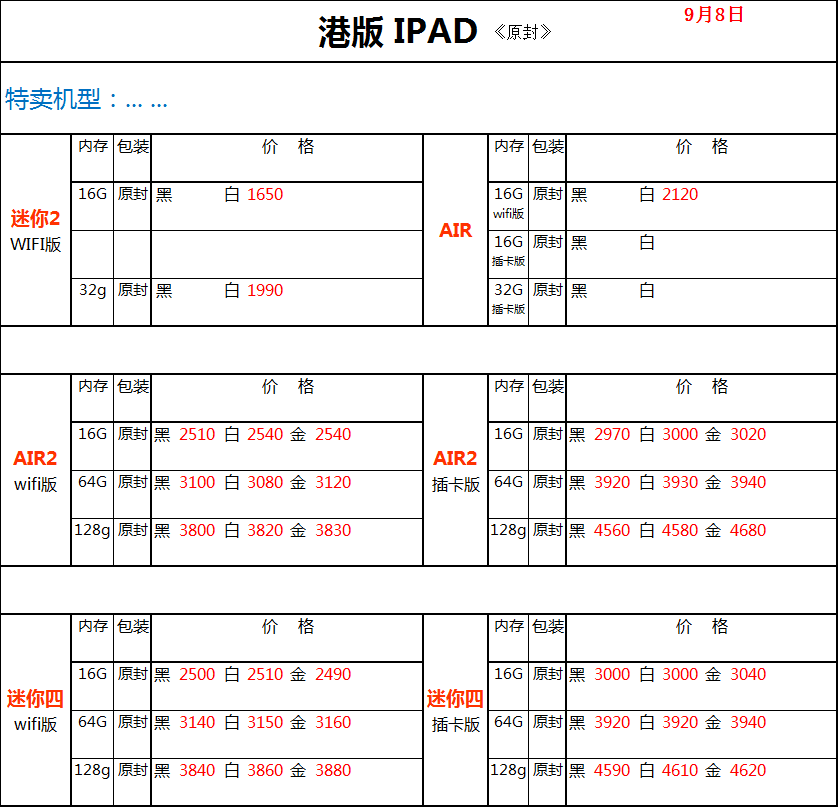 港版 IPAD 《原封》 9月8日
特卖机型：... ...
内存 包装 价 格 内存 包装 价 格
16G 原封 黑 白 1650 16G 原封 黑 白 2120
wifi版
迷你2 AIR
WIFI版
16G 原封 黑 白
插卡版
32g 原封 黑 白 1990 32G 原封 黑 白
插卡版
内存 包装 价 格 内存 包装 价 格
16G 原封 黑 2510 白 2540 金 2540 16G 原封 黑 2970 白 3000 金 3020
AIR2 AIR2
wifi版 64G 原封 黑 3100 白 3080 金 3120 插卡版 64G 原封 黑 3920 白 3930 金 3940
128g 原封 黑 3800 白 3820 金 3830 128g 原封 黑 4560 白 4580 金 4680
内存 包装 价 格 内存 包装 价 格
16G 原封 黑 2500 白 2510 金 2490 16G 原封 黑 3000 白 3000 金 3040
迷你四 迷你四
wifi版 64G 原封 黑 3140 白 3150 金 3160 插卡版 64G 原封 黑 3920 白 3920 金 3940
128g 原封 黑 3840 白 3860 金 3880 128g 原封 黑 4590 白 4610 金 4620